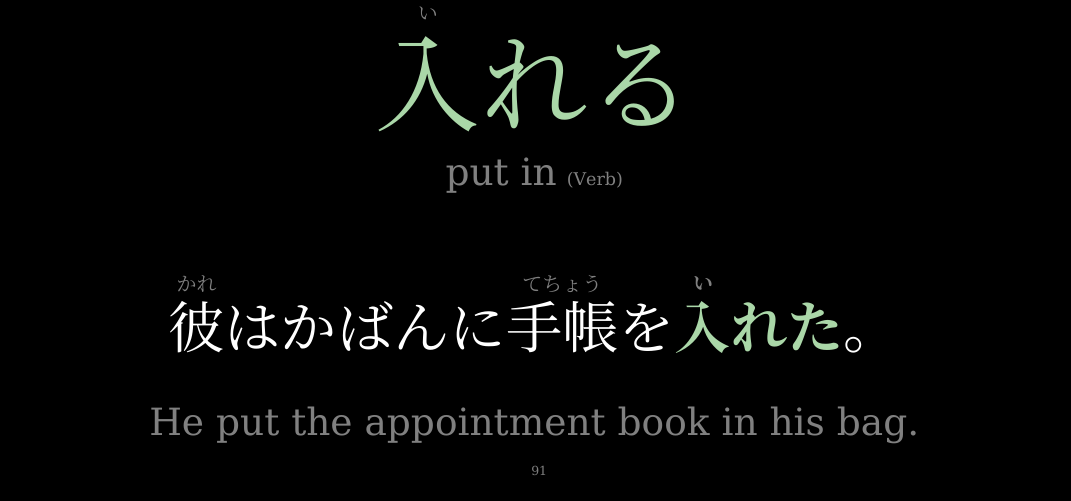 い
入れる
put in (Verb)
かれ てちょう い
彼はかばんに手帳を入れた。
He put the appointment book in his bag.
91